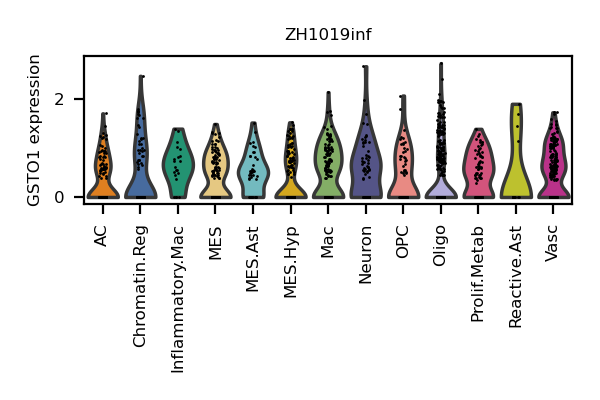 ZH1019inf
GSTO1 expression
2
0
AC
Chromatin.Reg
Inflammatory.Mac
MES
MES.Ast
MES.Hyp
Mac
Neuron
OPC
Oligo
Prolif.Metab
Reactive.Ast
Vasc